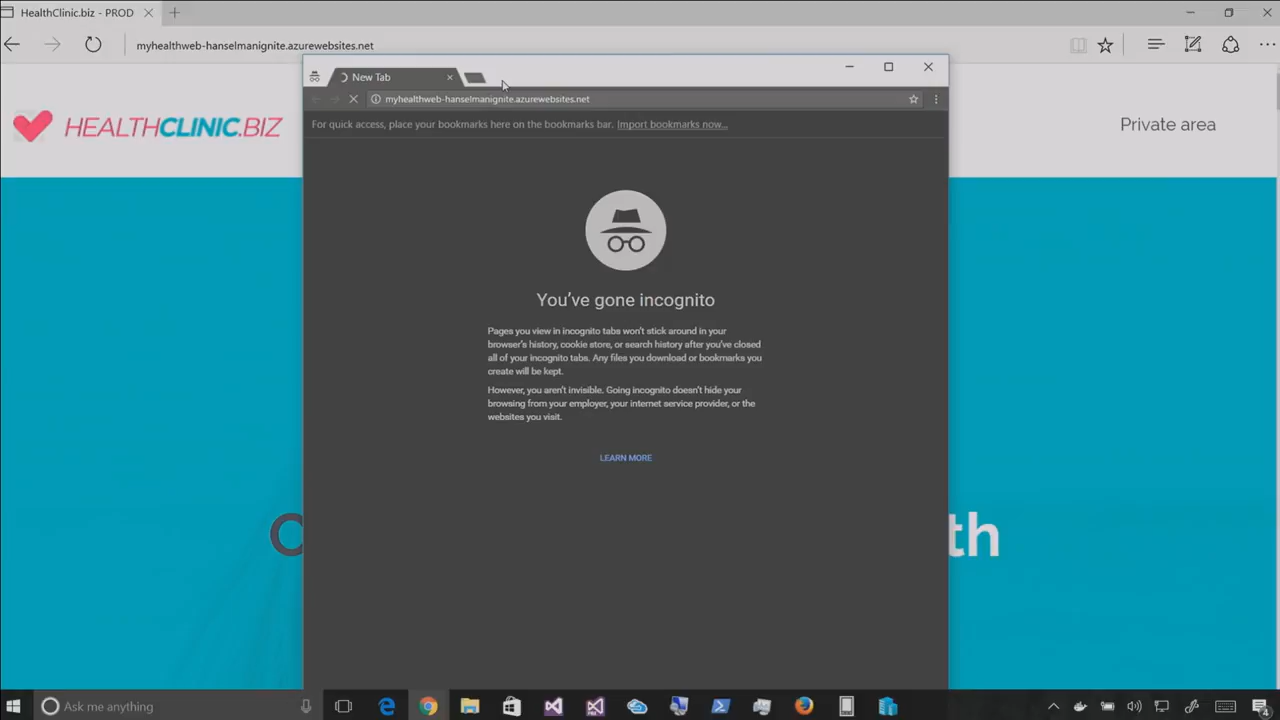 HealthClinic.biz - PROD
myhealthweb-hanselmanignite.azurewebsites.net
New Tab
myhealthweb-hanselmanignite.azurewebsites.net
For quick access, place your bookmarks here on the bookmarks bar. Import bookmarks now...
HEALTHCLINIC.BIZ
Private area
You've gone incognito
Pages you view in incognito tabs won't stick around in your
browser's history, cookie store, or search history after you've closed
all of your incognito tabs. Any files you download or bookmarks you
create will be kept.
However, you aren't invisible. Going incognito doesn't hide your
browsing from your employer, your internet service provider, or the
websites you visit.
LEARN MORE
C
th
Ask me anything